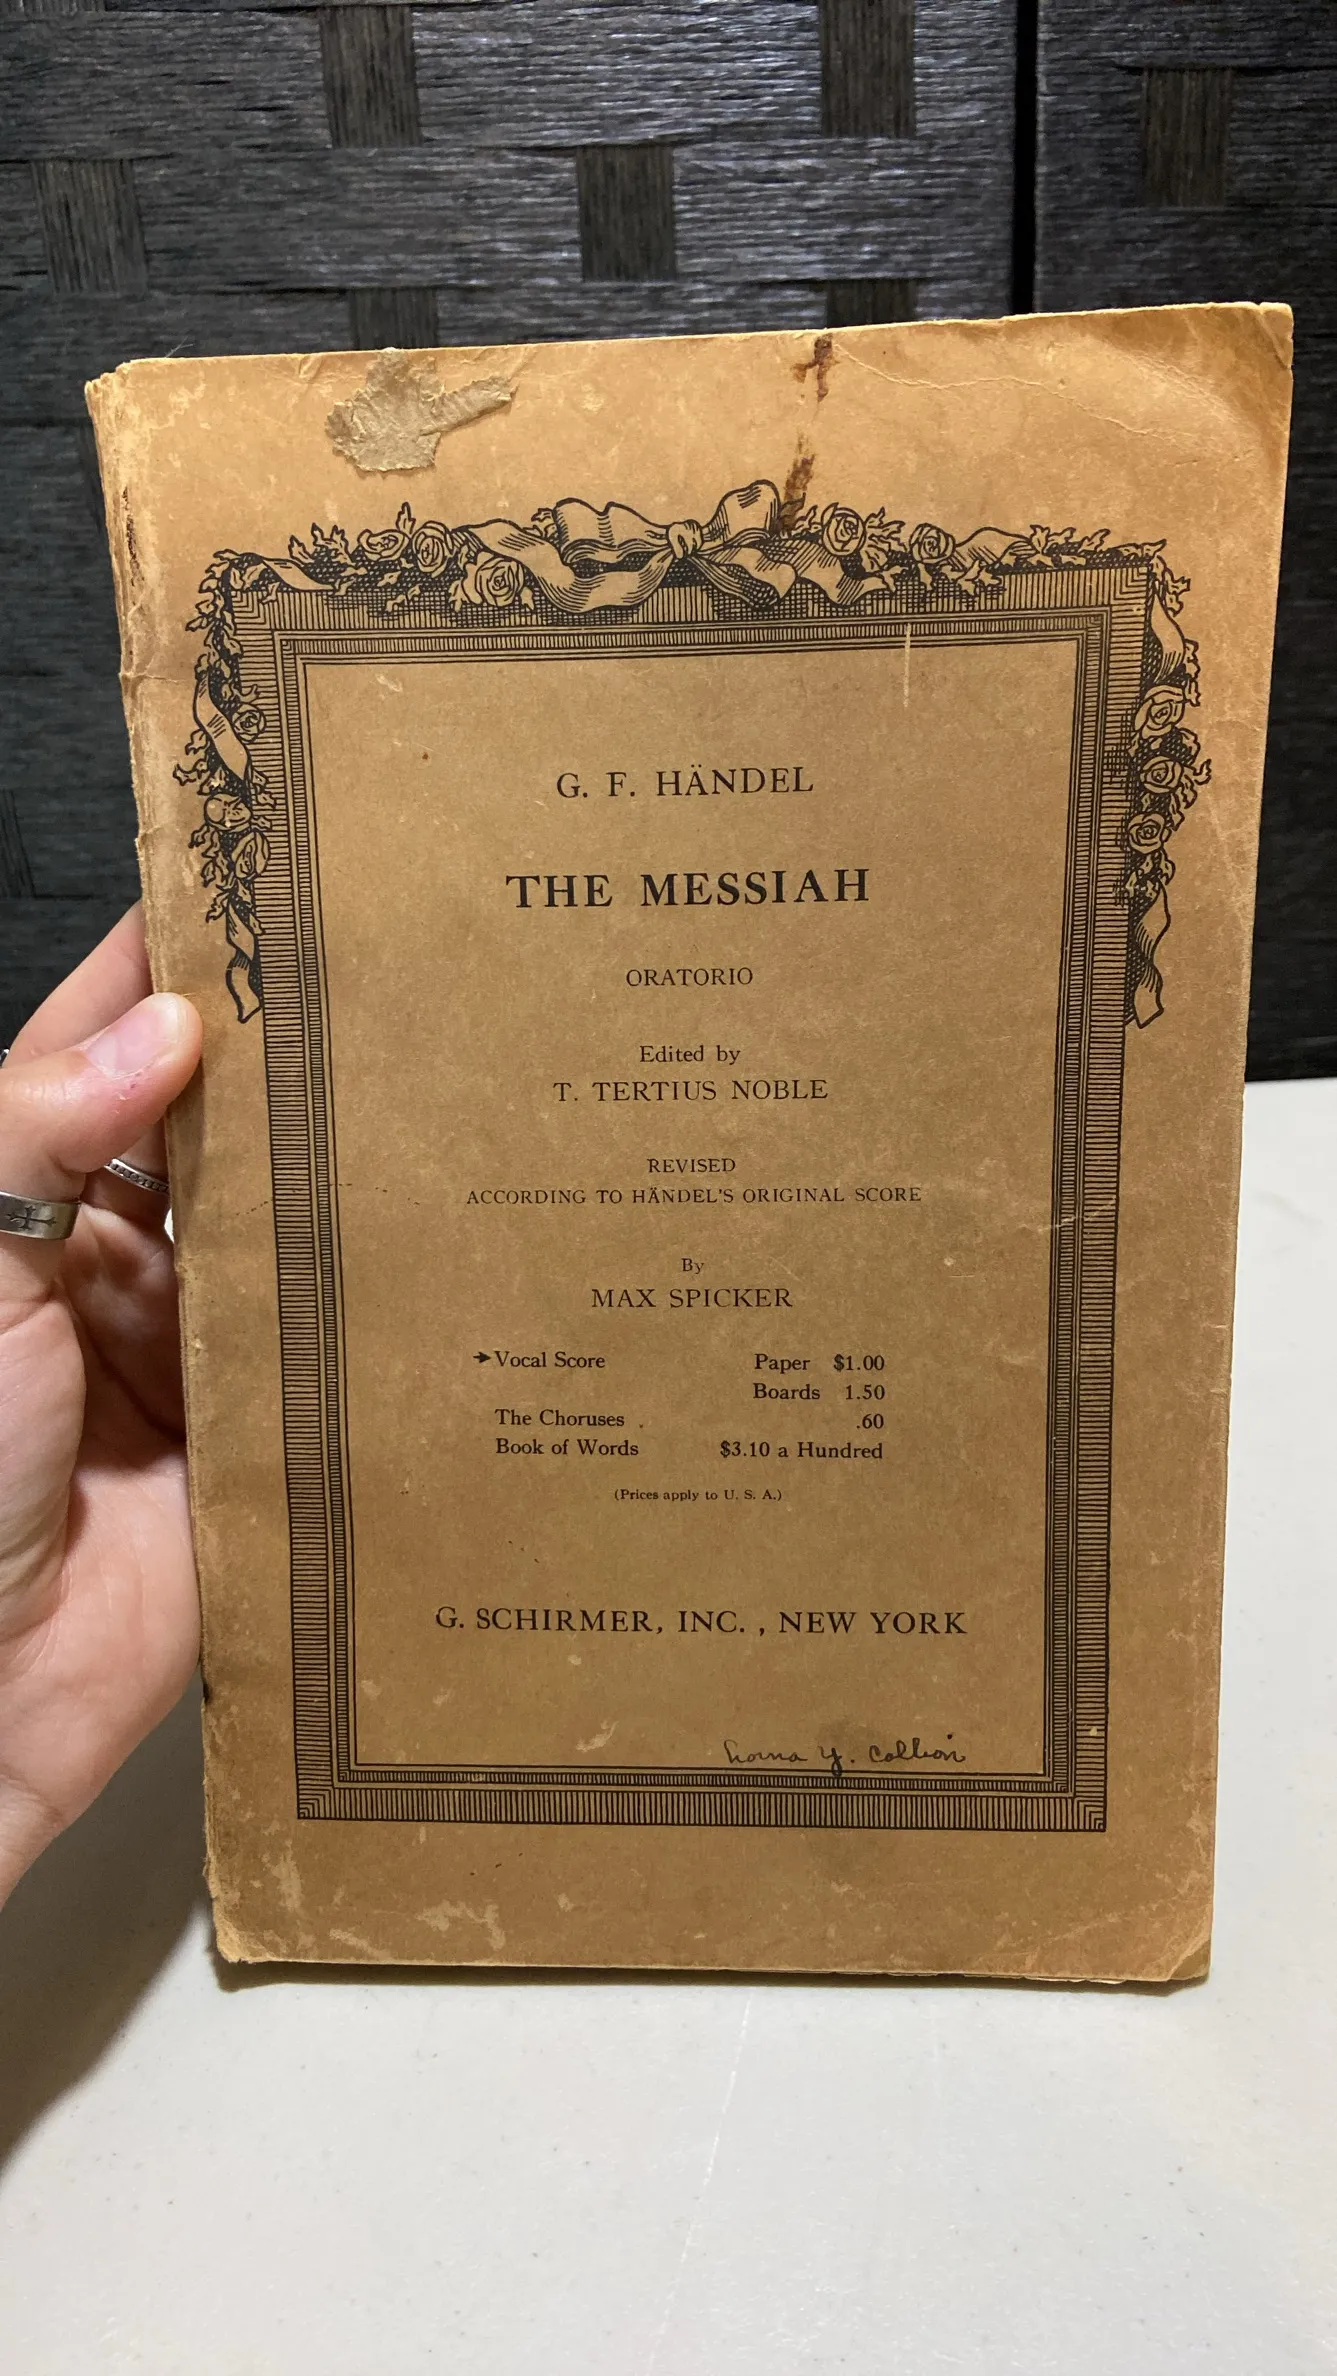 G. F. HÄNDEL
THE MESSIAH
ORATORIO
Edited by
T. TERTIUS NOBLE
REVISED
ACCORDING TO HÄNDEL'S ORIGINAL SCORE
By
MAX SPICKER
➔Vocal Score Paper $1.00
Boards 1.50
The Choruses . .60
Book of Words $3.10 a Hundred
(Prices apply to U. S. A.)
G. SCHIRMER, INC. , NEW YORK
Y.